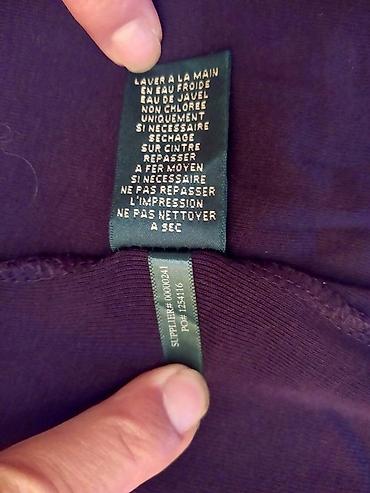 LAVER A LA MAIN
EN EAU FROIDE
EAU DE JAVEL
NON CHLOREE
UNIQUEMENT
SI NECESSAIRE
SECHAGE
SUR CINTRE
REPASSER
A FER MOYEN
SI NECESSAIRE
NE PAS REPASSER
L'IMPRESSION
NE PAS NETTOYER
A SEC
SUPPLIER# 00000241
PO# 1254116